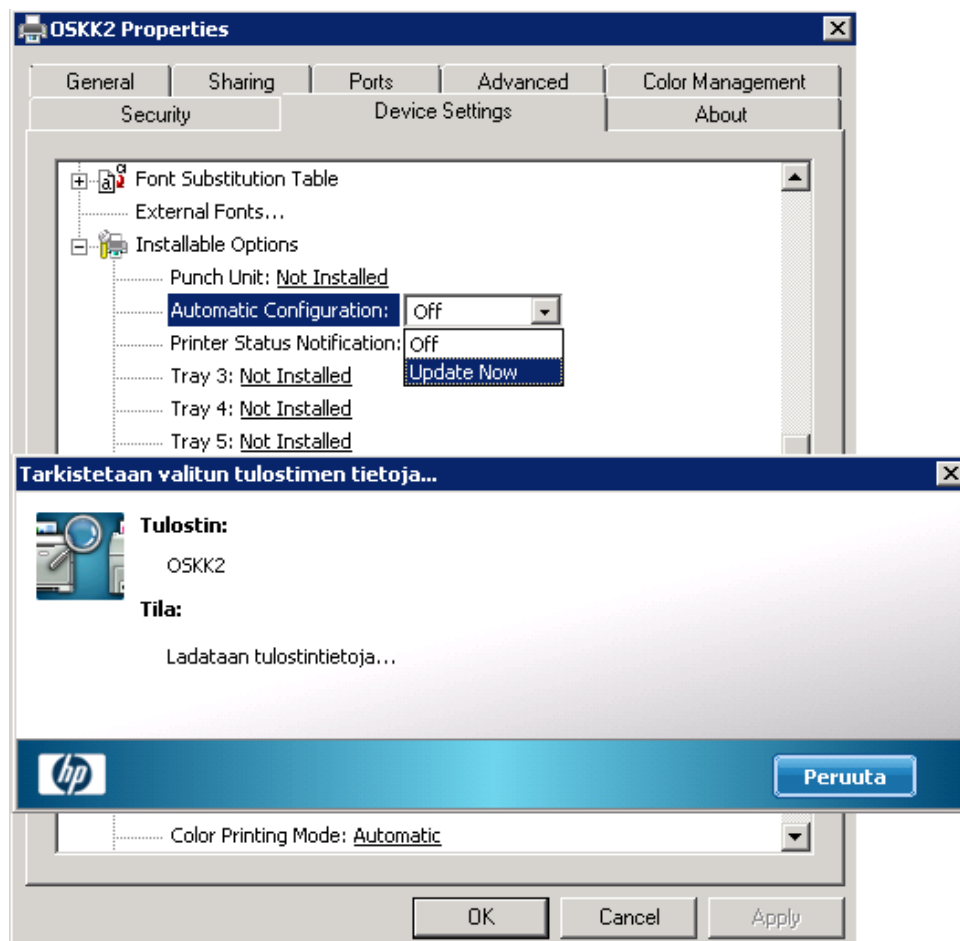 OSKK2 Properties
General Sharing Ports Advanced Color Management
Security Device Settings About
Font Substitution Table
External Fonts...
Installable Options
Punch Unit: Not Installed
Automatic Configuration: Off
Printer Status Notification: Off
Update Now
Tray 3: Not Installed
Tray 4: Not Installed
Tray 5: Not Installed
Tarkistetaan valitun tulostimen tietoja...
Tulostin:
OSKK2
Tila:
Ladataan tulostintietoja...
hp Peruuta
Color Printing Mode: Automatic
OK Cancel Apply